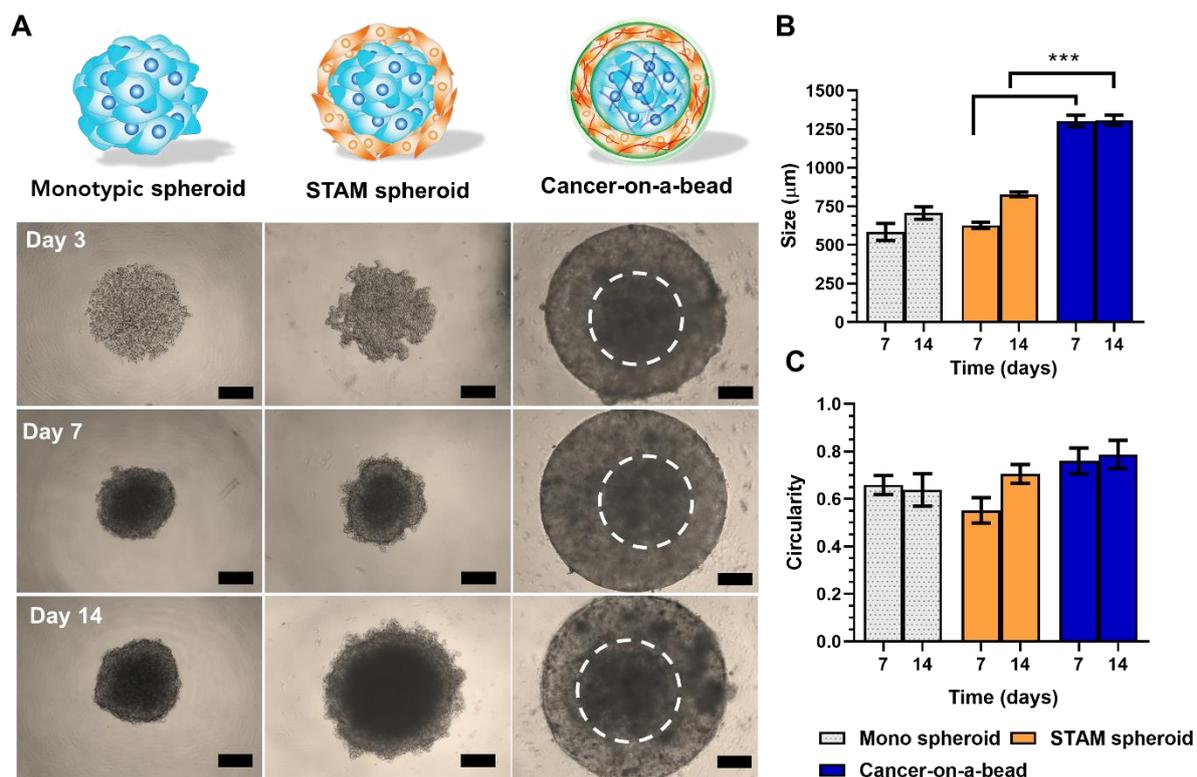 A
Monotypic spheroid
STAM spheroid
Cancer-on-a-bead
Day 3
Day 7
Day 14
B
***
Size (μm)
1500
1250
1000
750
500
250
0
7 14 7 14 7 14
Time (days)
C
Circularity
1.0
0.8
0.6
0.4
0.2
0.0
7 14 7 14 7 14
Time (days)
Mono spheroid STAM spheroid
Cancer-on-a-bead